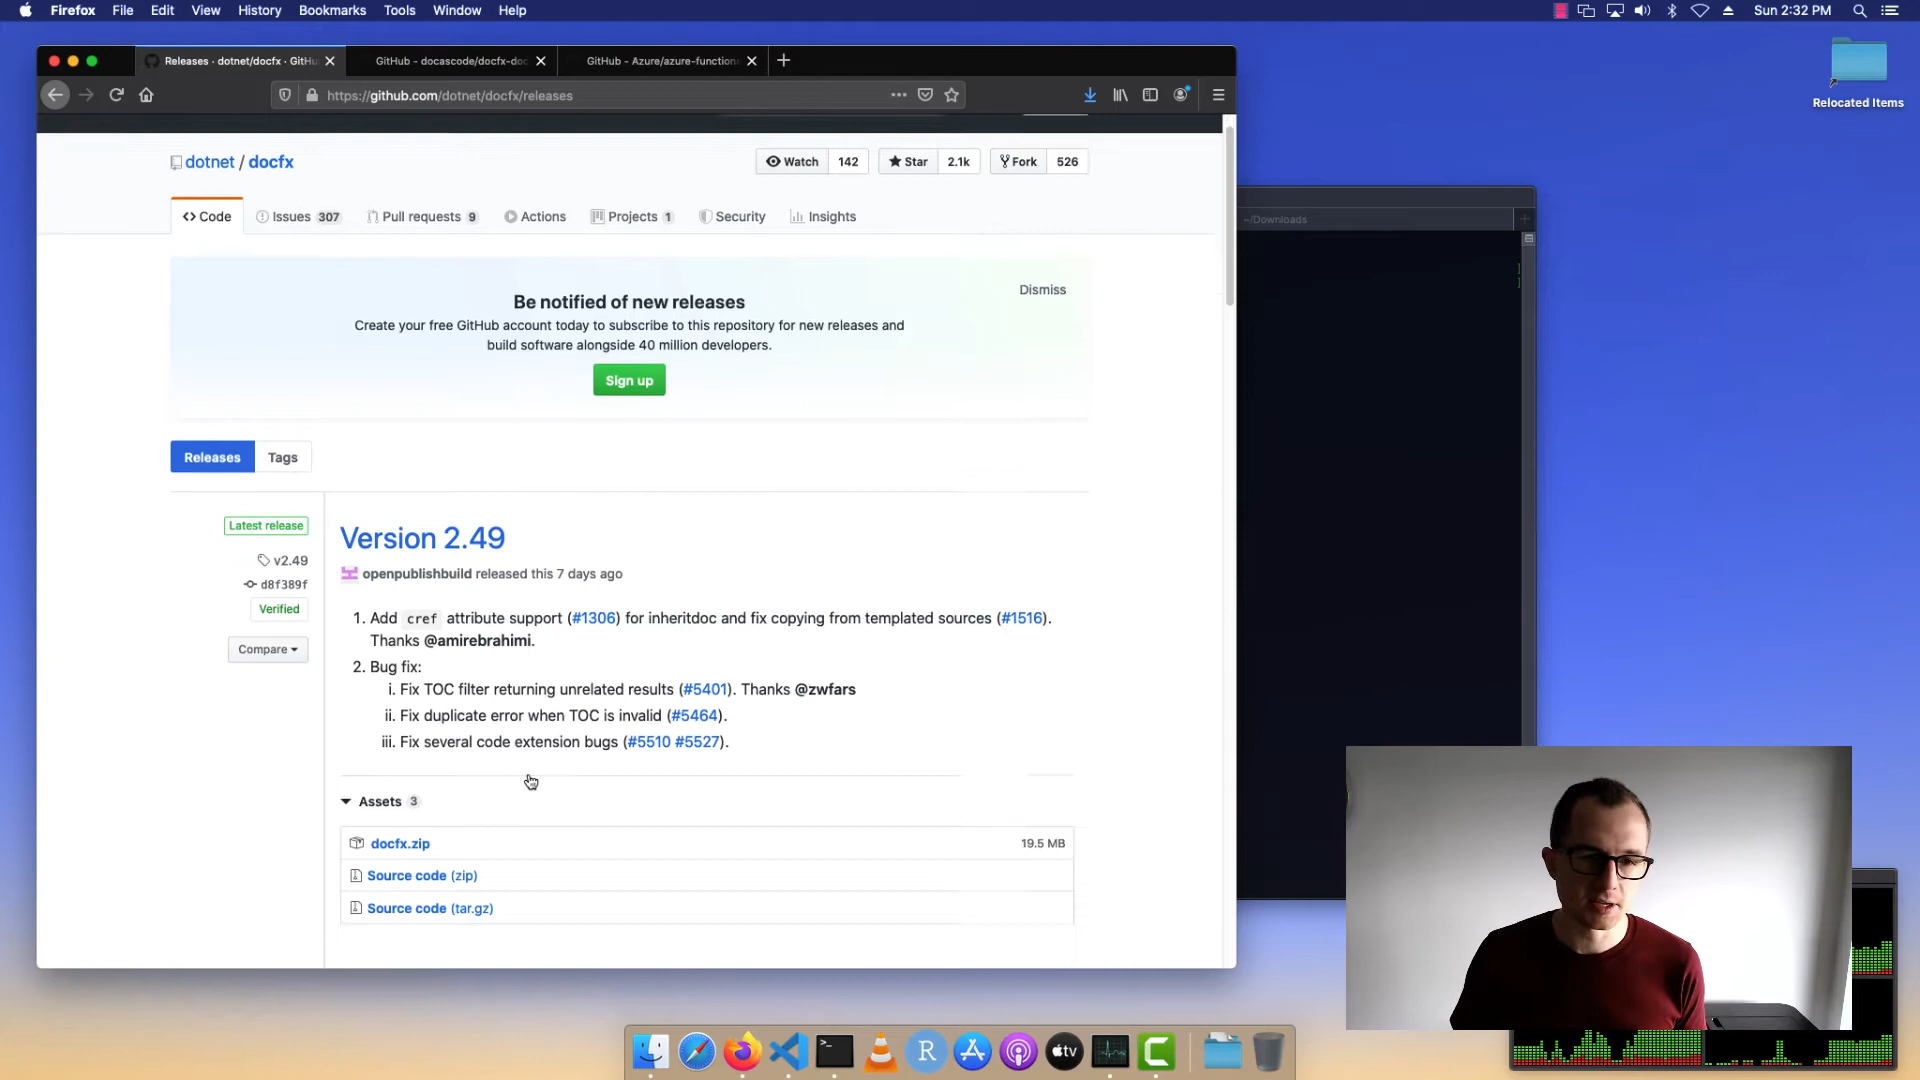 Firefox File Edit View History Bookmarks Tools Window Help
Sun 2:32 PM
Relocated Items
Releases · dotnet/docfx · GitHu
GitHub - docascode/docfx-doc
GitHub - Azure/azure-function
https://github.com/dotnet/docfx/releases
dotnet / docfx
Watch 142
Star 2.1k
Fork 526
Code
Issues 307
Pull requests 9
Actions
Projects 1
Security
Insights
~/Downloads
Be notified of new releases
Dismiss
Create your free GitHub account today to subscribe to this repository for new releases and
build software alongside 40 million developers.
Sign up
Releases
Tags
Latest release
v2.49
d8f389f
Verified
Compare
Version 2.49
openpublishbuild released this 7 days ago
1. Add cref attribute support (#1306) for inheritdoc and fix copying from templated sources (#1516).
Thanks @amirebrahimi.
2. Bug fix:
i. Fix TOC filter returning unrelated results (#5401). Thanks @zwfars
ii. Fix duplicate error when TOC is invalid (#5464).
iii. Fix several code extension bugs (#5510 #5527).
Assets 3
docfx.zip
19.5 MB
Source code (zip)
Source code (tar.gz)
R
tv
C